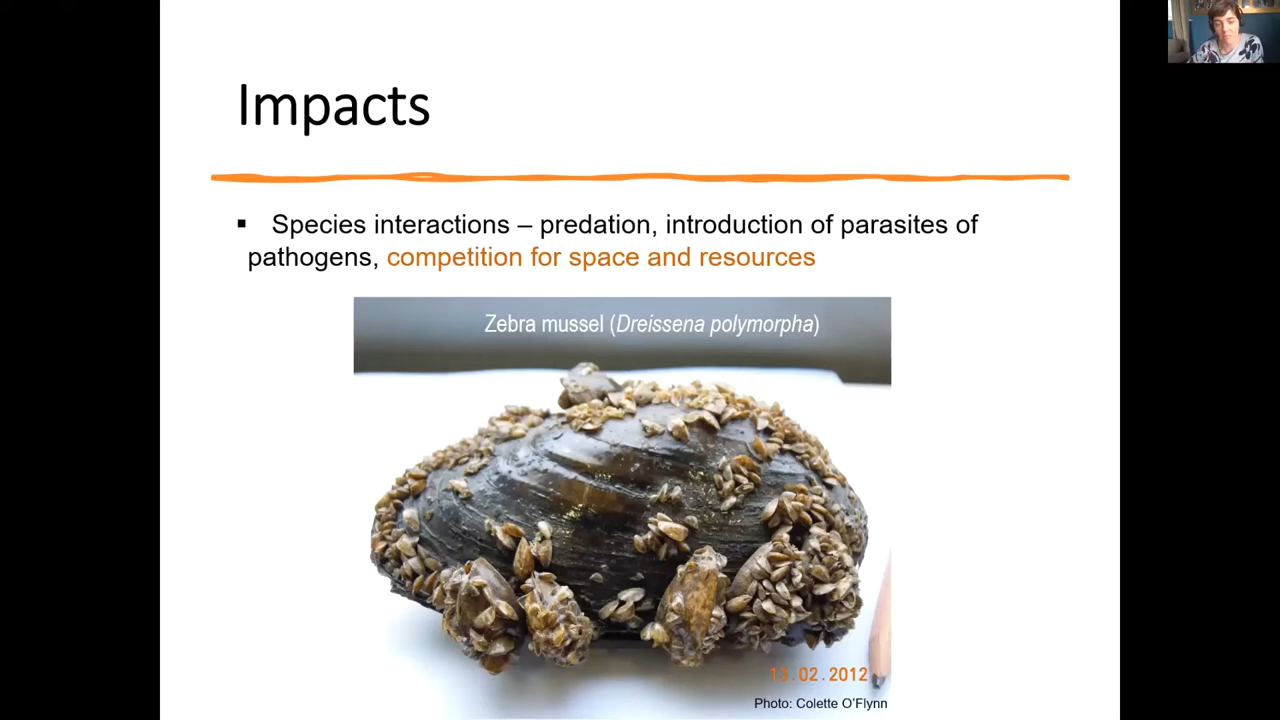 Impacts
▪ Species interactions – predation, introduction of parasites of
pathogens, competition for space and resources
Zebra mussel (Dreissena polymorpha)
13.02.2012
Photo: Colette O'Flynn